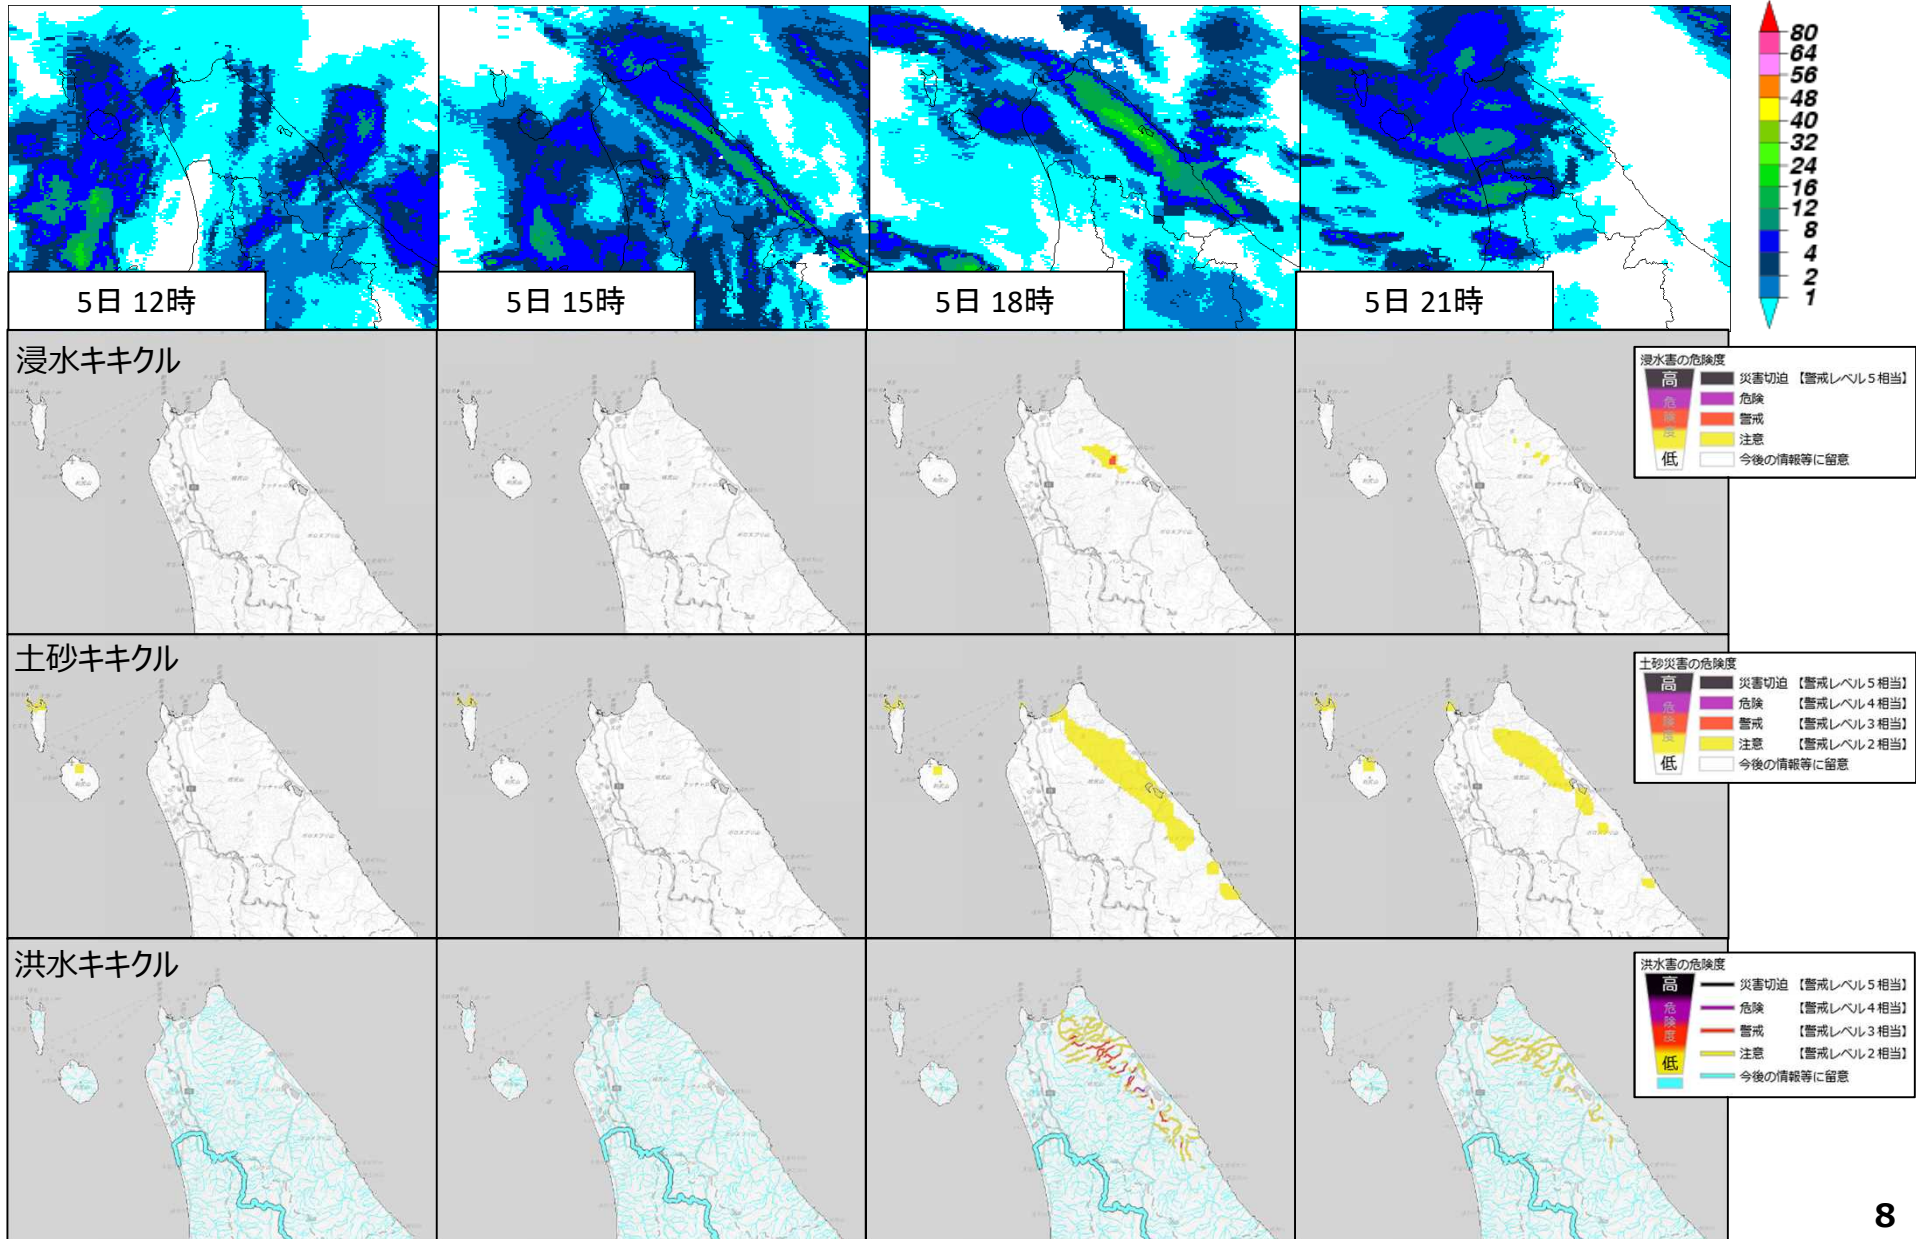 80
64
56
48
40
32
24
16
12
8
4
2
1
5日 12時
5日 15時
5日 18時
5日 21時
浸水キキクル
浸水害の危険度
高
危
険
度
低
災害切迫 【警戒レベル5相当】
危険
警戒
注意
今後の情報等に留意
土砂キキクル
土砂災害の危険度
高
危
険
度
低
災害切迫 【警戒レベル5相当】
危険 【警戒レベル4相当】
警戒 【警戒レベル3相当】
注意 【警戒レベル2相当】
今後の情報等に留意
洪水キキクル
洪水害の危険度
高
危
険
度
低
災害切迫 【警戒レベル5相当】
危険 【警戒レベル4相当】
警戒 【警戒レベル3相当】
注意 【警戒レベル2相当】
今後の情報等に留意
8